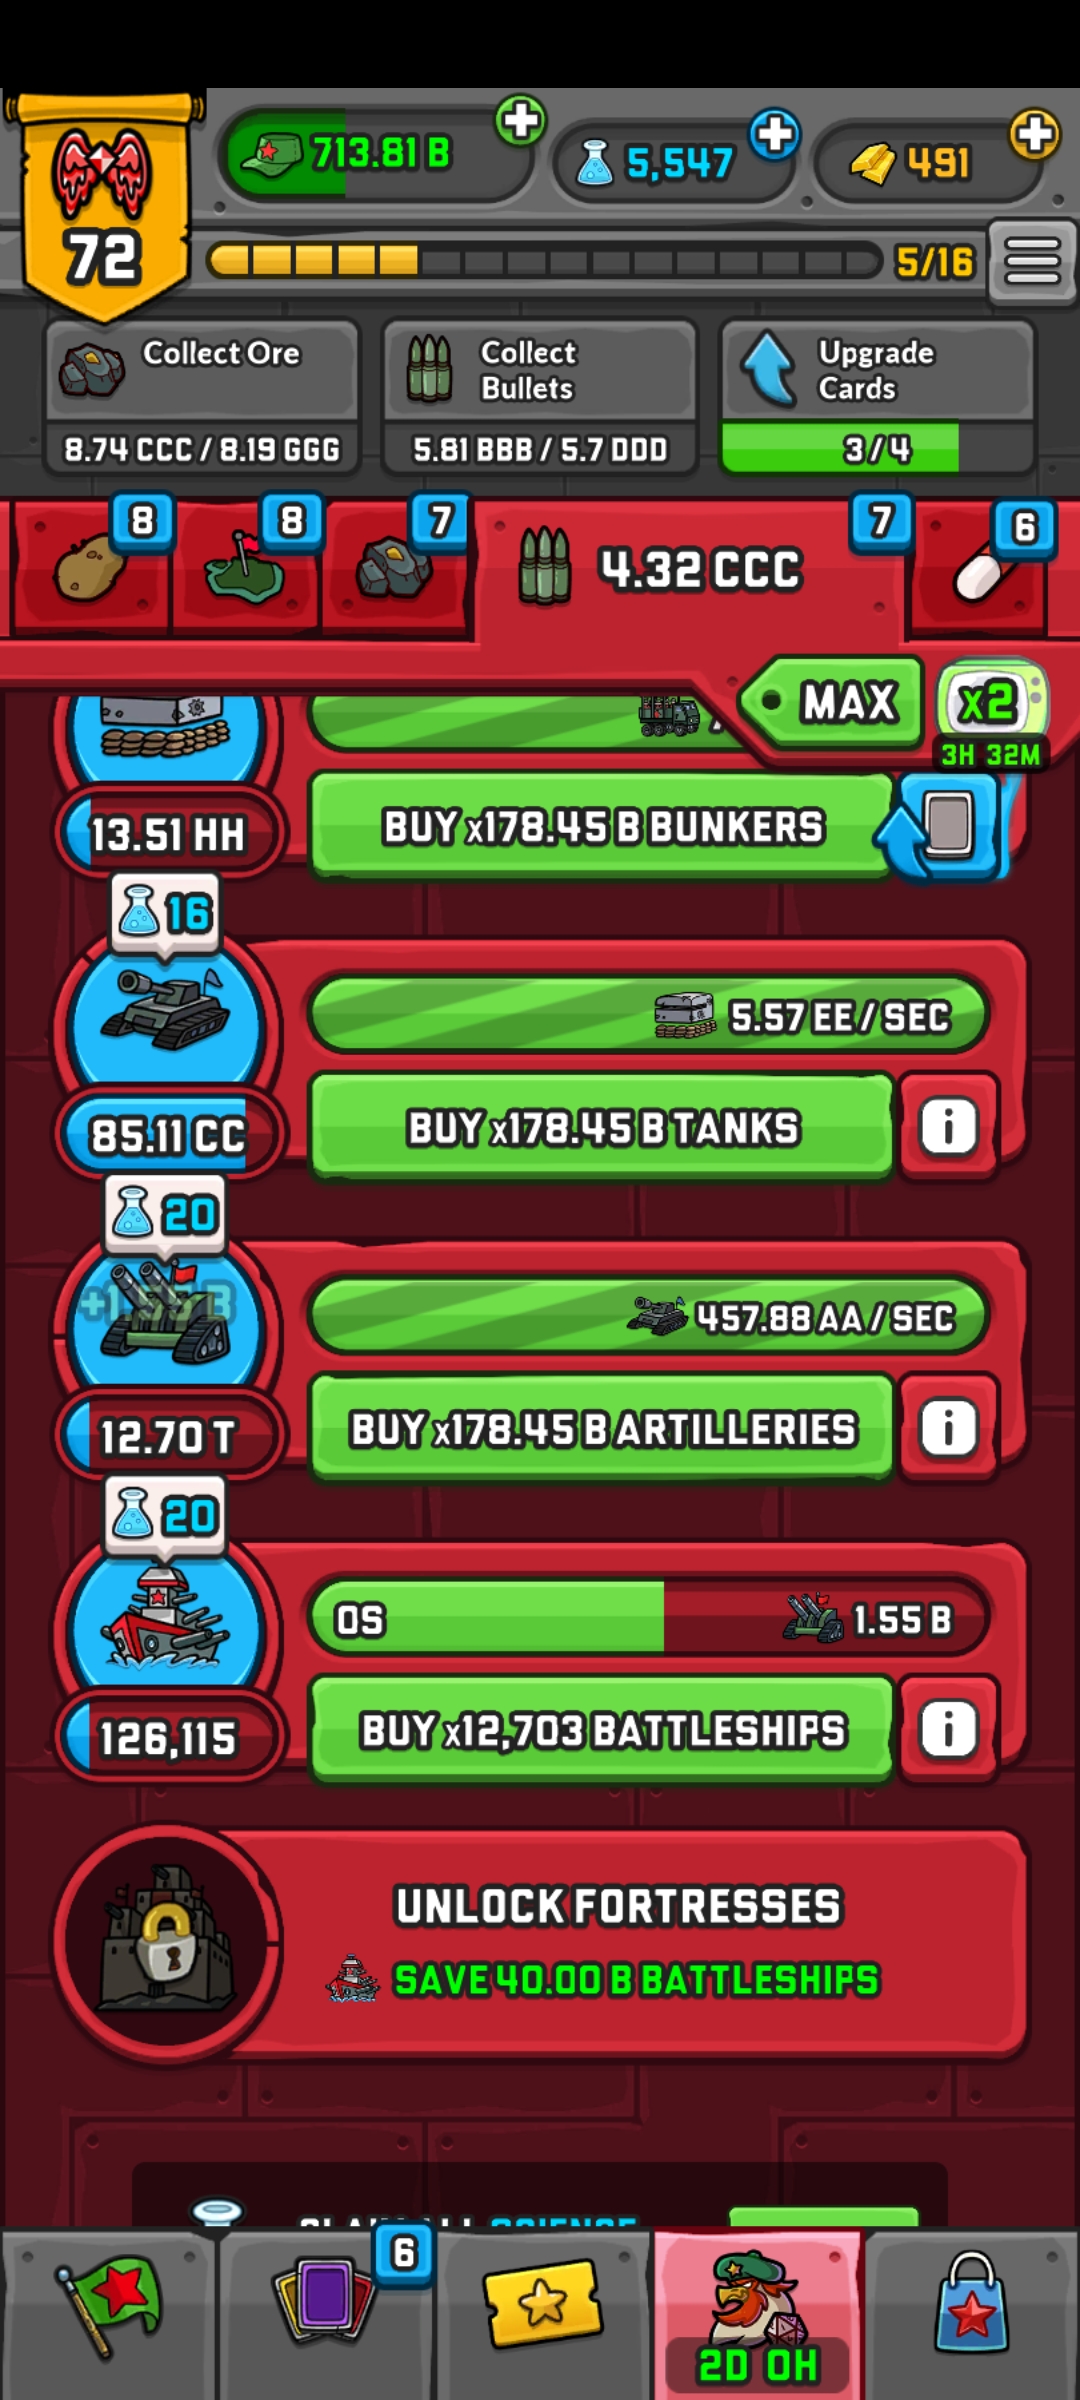 713.81 B
5,547
491
72
5/16
Collect Ore
8.74 CCC / 8.19 GGG
Collect
Bullets
5.81 BBB / 5.7 DDD
Upgrade
Cards
3/4
8
8
7
4.32 CCC
7
6
MAX
x2
3H 32M
13.51 HH
BUY x178.45 B BUNKERS
16
5.57 EE / SEC
85.11 CC
BUY x178.45 B TANKS
i
20
457.88 AA / SEC
12.70 T
BUY x178.45 B ARTILLERIES
i
20
0S
1.55 B
126,115
BUY x12,703 BATTLESHIPS
i
UNLOCK FORTRESSES
SAVE 40.00 B BATTLESHIPS
6
2D 0H